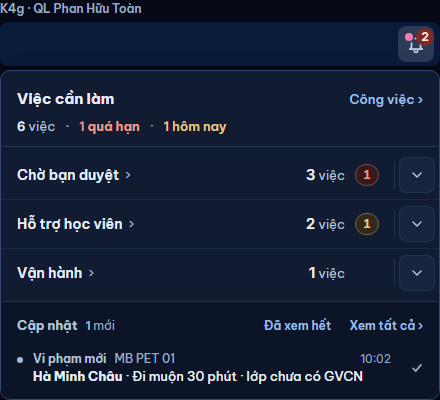 K4g · QL Phan Hữu Toàn
2
Việc cần làm
Công việc ›
6 việc · 1 quá hạn · 1 hôm nay
Chờ bạn duyệt › 3 việc 1
Hỗ trợ học viên › 2 việc 1
Vận hành › 1 việc
Cập nhật 1 mới Đã xem hết Xem tất cả ›
Vi phạm mới MB PET 01 10:02
Hà Minh Châu · Đi muộn 30 phút · lớp chưa có GVCN